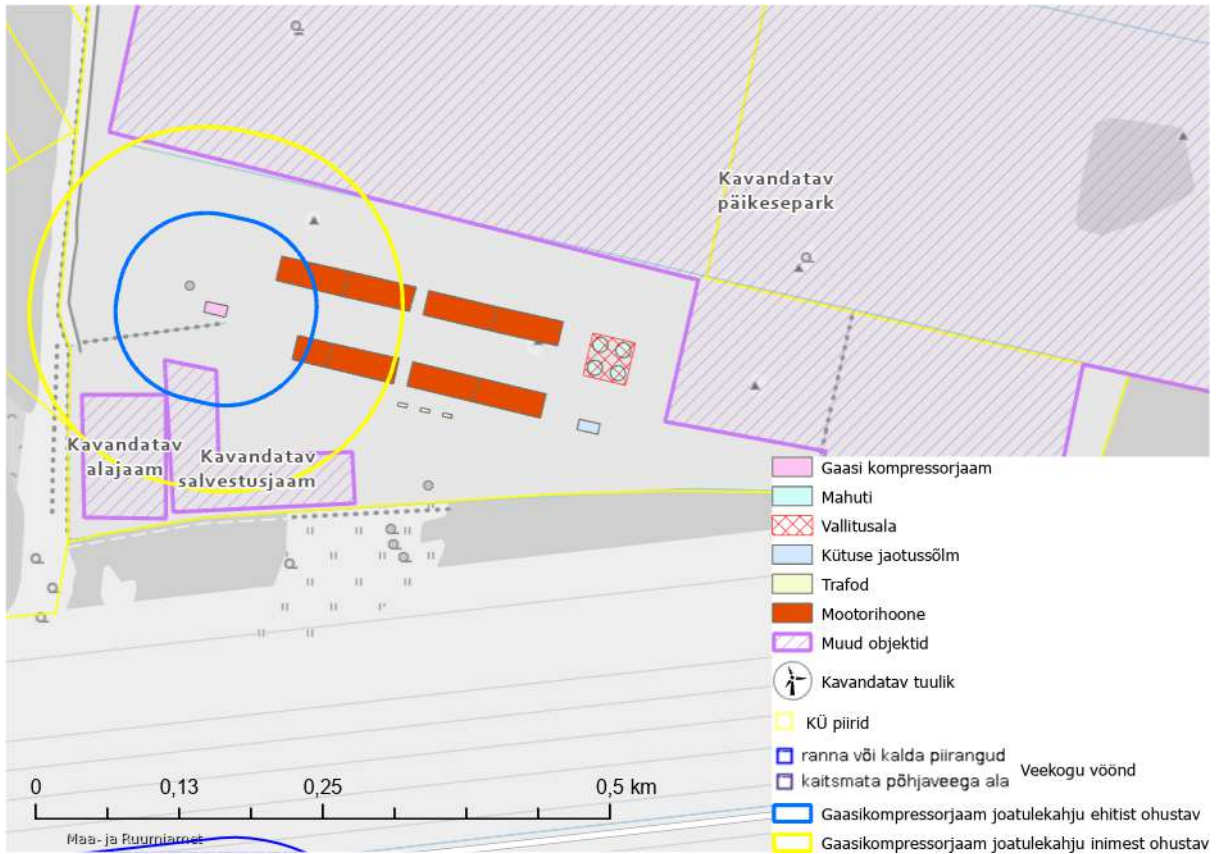 Kavandatav
päikesepark
Kavandatav
alajaam
Kavandatav
salvestusjaam
Gaasi kompressorjaam
Mahuti
Vallitusala
Kütuse jaotussõlm
Trafod
Mootorihoone
Muud objektid
Kavandatav tuulik
KÜ piirid
ranna või kalda piirangud
kaitsmata põhjaveega ala
Veekogu vöönd
Gaasikompressorjaam joatulekahju ehitist ohustav
Gaasikompressorjaam joatulekahju inimest ohustav
0 0,13 0,25 0,5 km
Maa- ja Ruumiamet